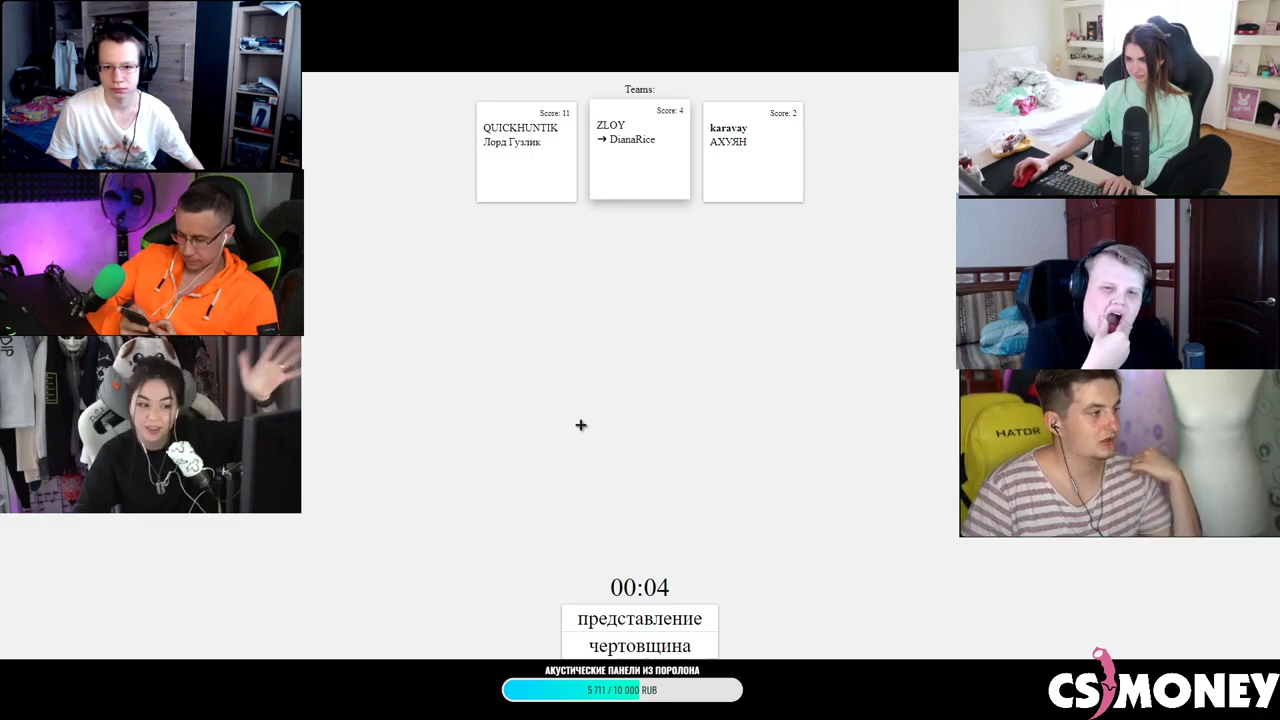 Teams:
Score: 11
QUICKHUNTIK
Лорд Гузлик
Score: 4
ZLOY
➔ DianaRice
Score: 2
karavay
АХУЯН
HATOR
00:04
представление
чертовщина
АКУСТИЧЕСКИЕ ПАНЕЛИ ИЗ ПОРОЛОНА
5 711 / 10 000 RUB
CS MONEY